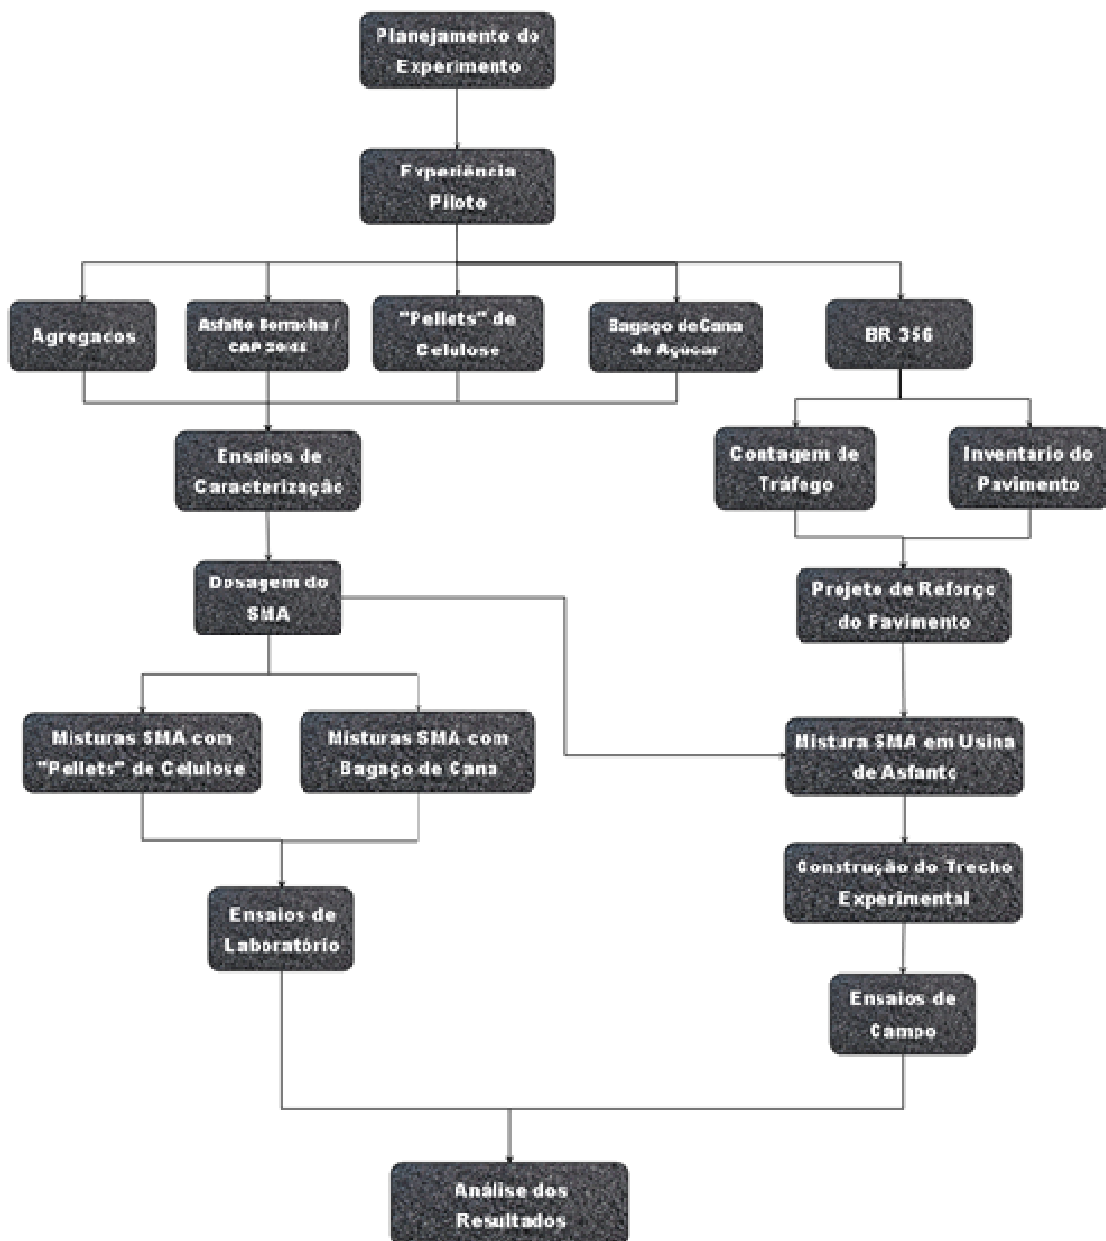 Planejamento do
Experimento
Experiência
Piloto
Agregados
Asfalto Borracha /
CAP
"Pellets" de
Celulose
Bagaço de Cana
de Açúcar
BR 356
Ensaios de
Caracterização
Contagem de
Tráfego
Inventário do
Pavimento
Dosagem do
SMA
Projeto de Reforço
do Pavimento
Misturas SMA com
"Pellets" de Celulose
Misturas SMA com
Bagaço de Cana
Mistura SMA em Usina
de
Construção do Trecho
Experimental
Ensaios de
Laboratório
Ensaios de
Campo
Análise dos
Resultados